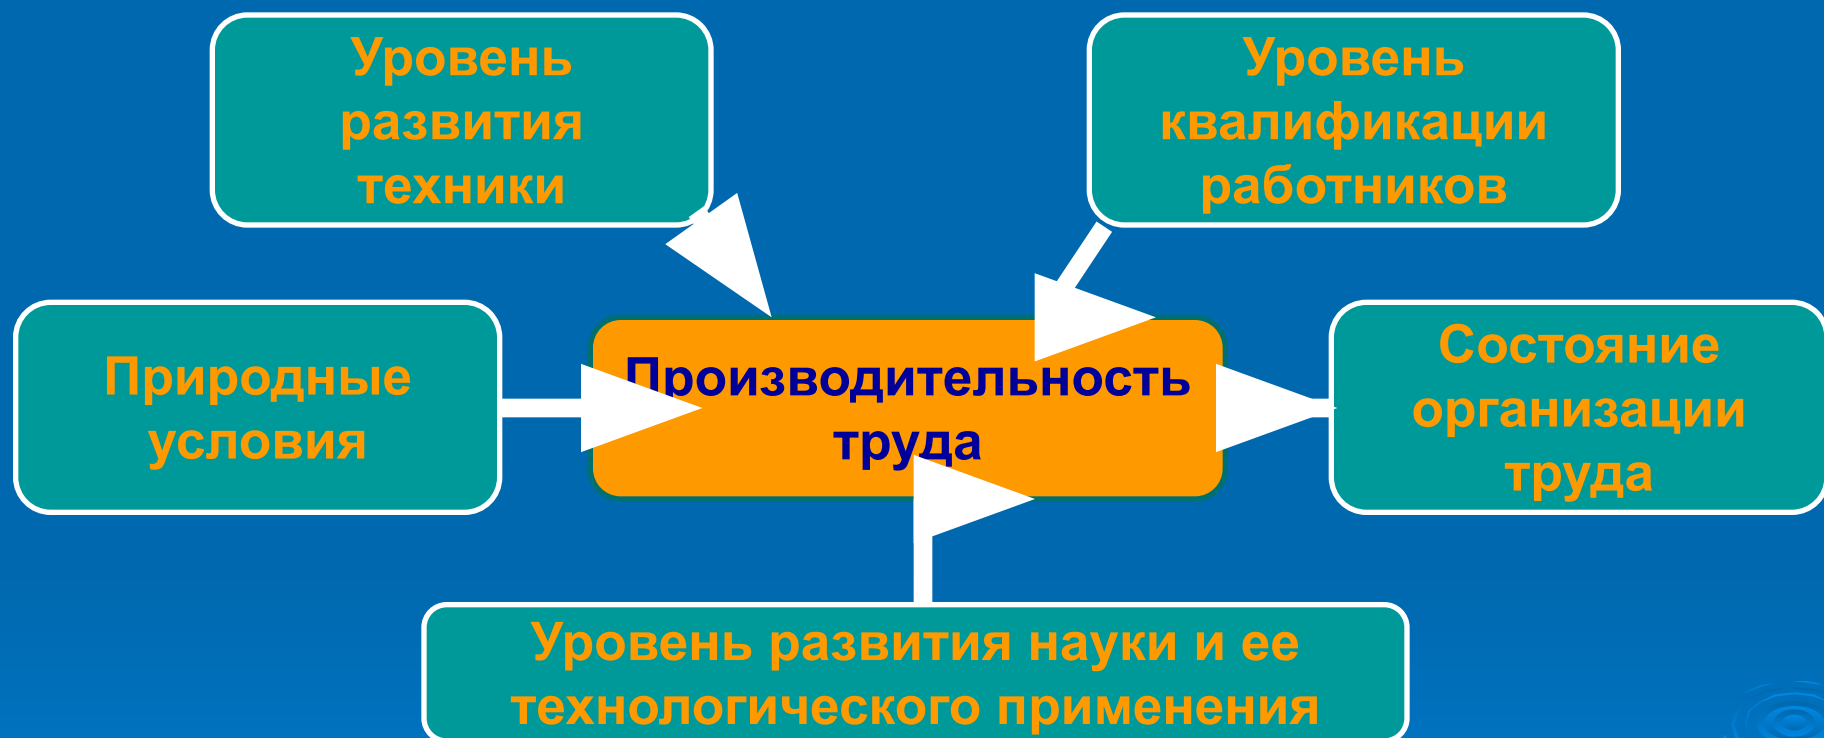 Уровень
развития
техники
Уровень
квалификации
работников
Природные
условия
Производительность
труда
Состояние
организации
труда
Уровень развития науки и ее
технологического применения